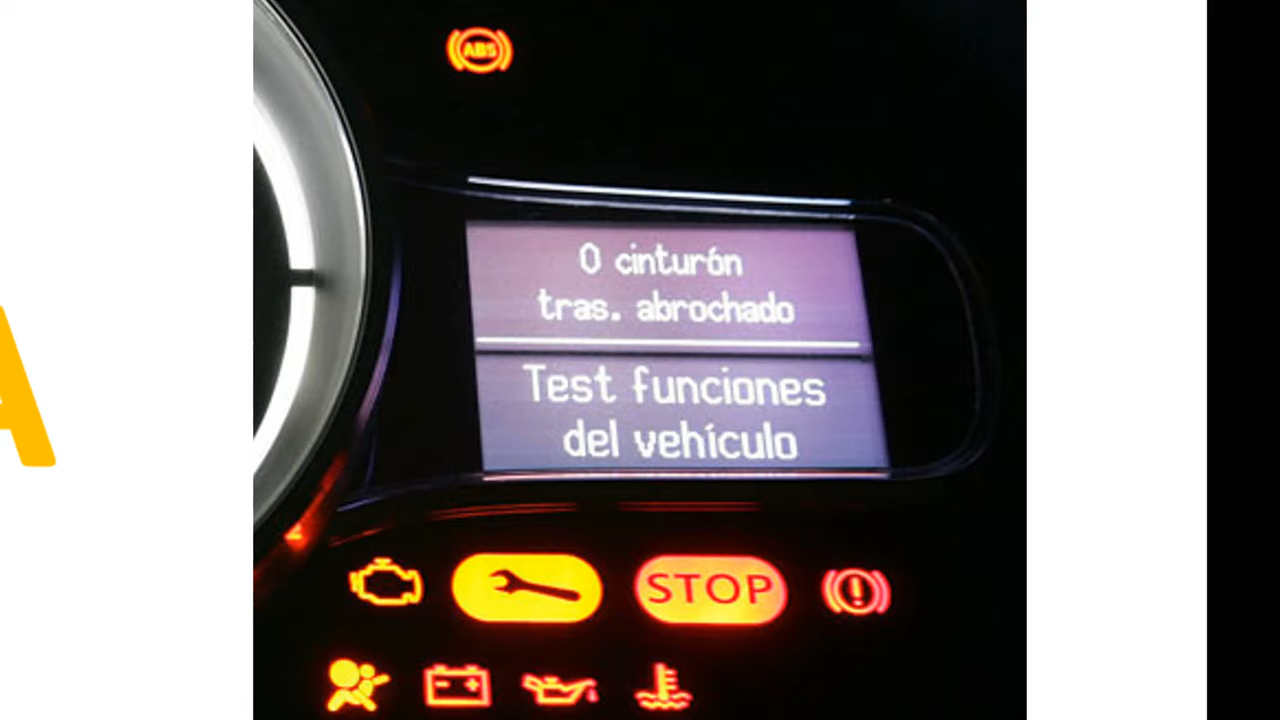 ABS
0 cinturón
tras. abrochado
Test funciones
del vehículo
STOP
A